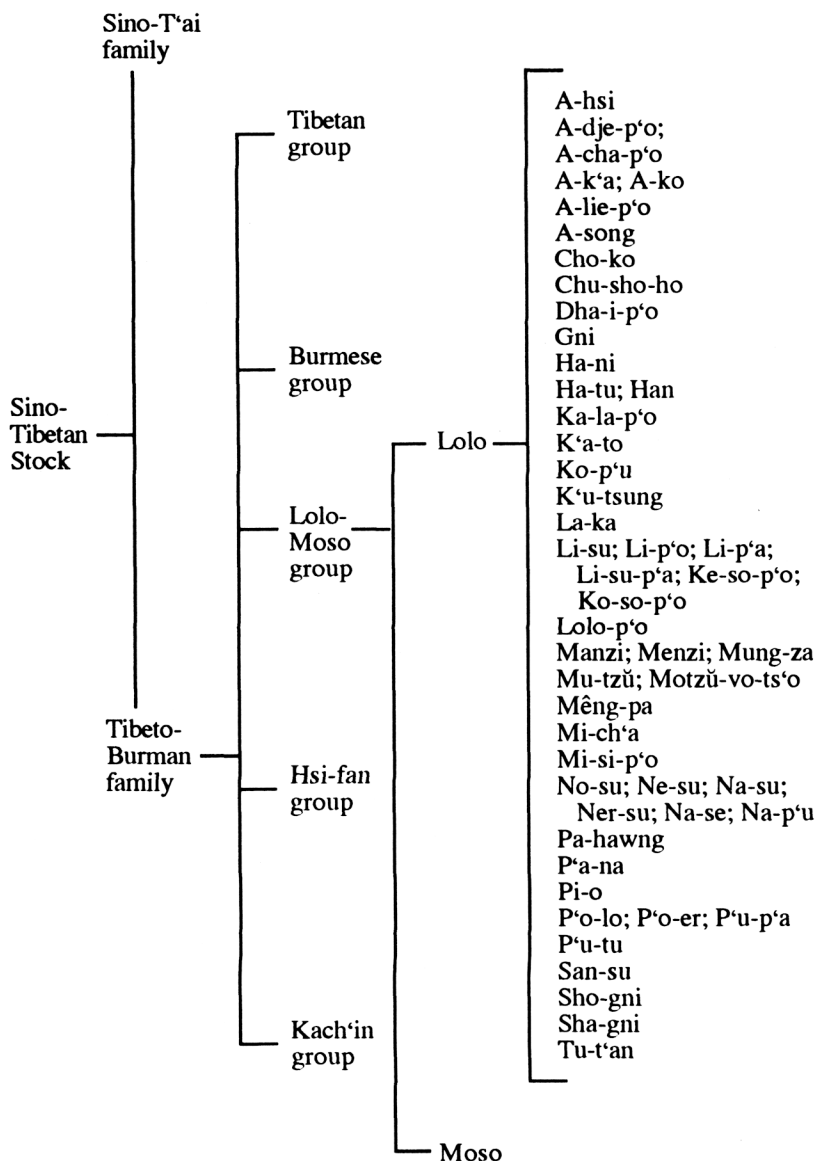 Sino-T‘ai
family
Sino-
Tibetan
Stock
Tibeto-
Burman
family
Tibetan
group
Burmese
group
Lolo-
Moso
group
Hsi-fan
group
Kach‘in
group
Lolo
Moso
A-hsi
A-dje-p‘o;
A-cha-p‘o
A-k‘a; A-ko
A-lie-p‘o
A-song
Cho-ko
Chu-sho-ho
Dha-i-p‘o
Gni
Ha-ni
Ha-tu; Han
Ka-la-p‘o
K‘a-to
Ko-p‘u
K‘u-tsung
La-ka
Li-su; Li-p‘o; Li-p‘a;
Li-su-p‘a; Ke-so-p‘o;
Ko-so-p‘o
Lolo-p‘o
Manzi; Menzi; Mung-za
Mu-tzŭ; Motzŭ-vo-ts‘o
Mêng-pa
Mi-ch‘a
Mi-si-p‘o
No-su; Ne-su; Na-su;
Ner-su; Na-se; Na-p‘u
Pa-hawng
P‘a-na
Pi-o
P‘o-lo; P‘o-er; P‘u-p‘a
P‘u-tu
San-su
Sho-gni
Sha-gni
Tu-t‘an